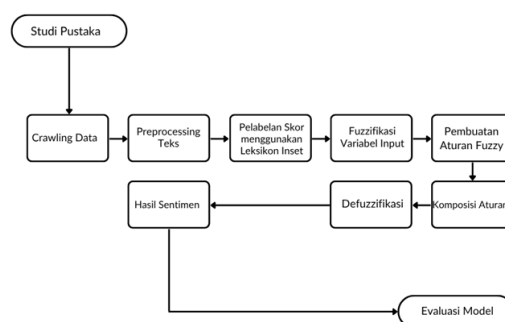 Studi Pustaka
Crawling Data
Preprocessing
Teks
Pelabelan Skor
menggunakan
Leksikon Inset
Fuzzifikasi
Variabel Input
Pembuatan
Aturan Fuzzy
Hasil Sentimen
Defuzzifikasi
Komposisi Aturan
Evaluasi Model